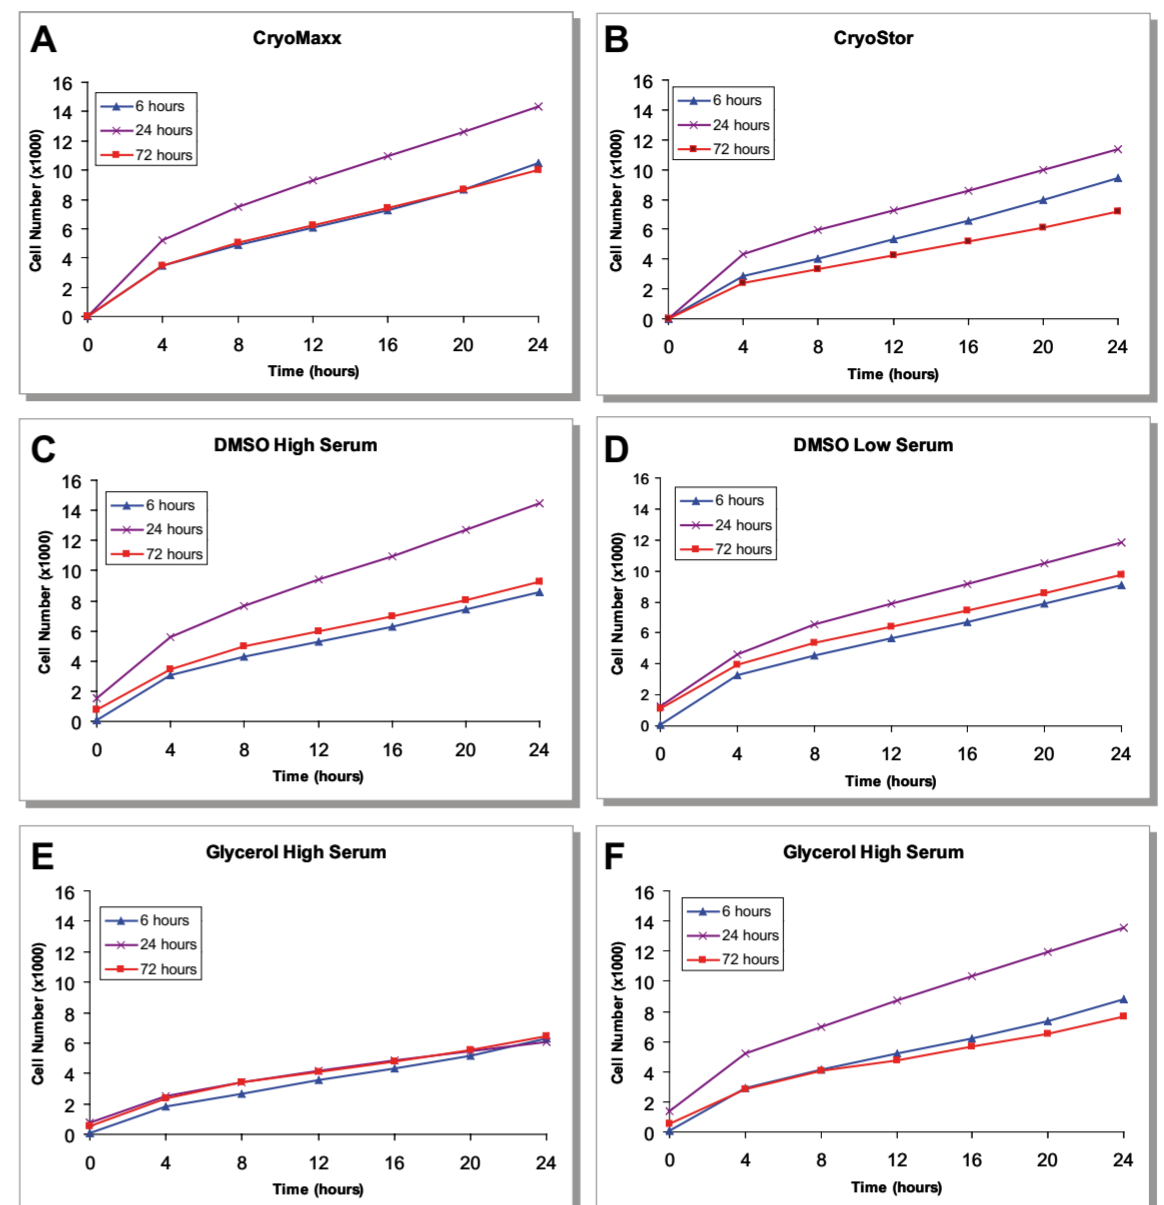 A
CryoMaxx
Cell Number (x1000)
16
14
12
10
8
6
4
2
0
6 hours
24 hours
72 hours
0 4 8 12 16 20 24
Time (hours)
B
CryoStor
Cell Number (x1000)
16
14
12
10
8
6
4
2
0
6 hours
24 hours
72 hours
0 4 8 12 16 20 24
Time (hours)
C
DMSO High Serum
Cell Number (x1000)
16
14
12
10
8
6
4
2
0
6 hours
24 hours
72 hours
0 4 8 12 16 20 24
Time (hours)
D
DMSO Low Serum
Cell Number (x1000)
16
14
12
10
8
6
4
2
0
6 hours
24 hours
72 hours
0 4 8 12 16 20 24
Time (hours)
E
Glycerol High Serum
Cell Number (x1000)
16
14
12
10
8
6
4
2
0
6 hours
24 hours
72 hours
0 4 8 12 16 20 24
Time (hours)
F
Glycerol High Serum
Cell Number (x1000)
16
14
12
10
8
6
4
2
0
6 hours
24 hours
72 hours
0 4 8 12 16 20 24
Time (hours)